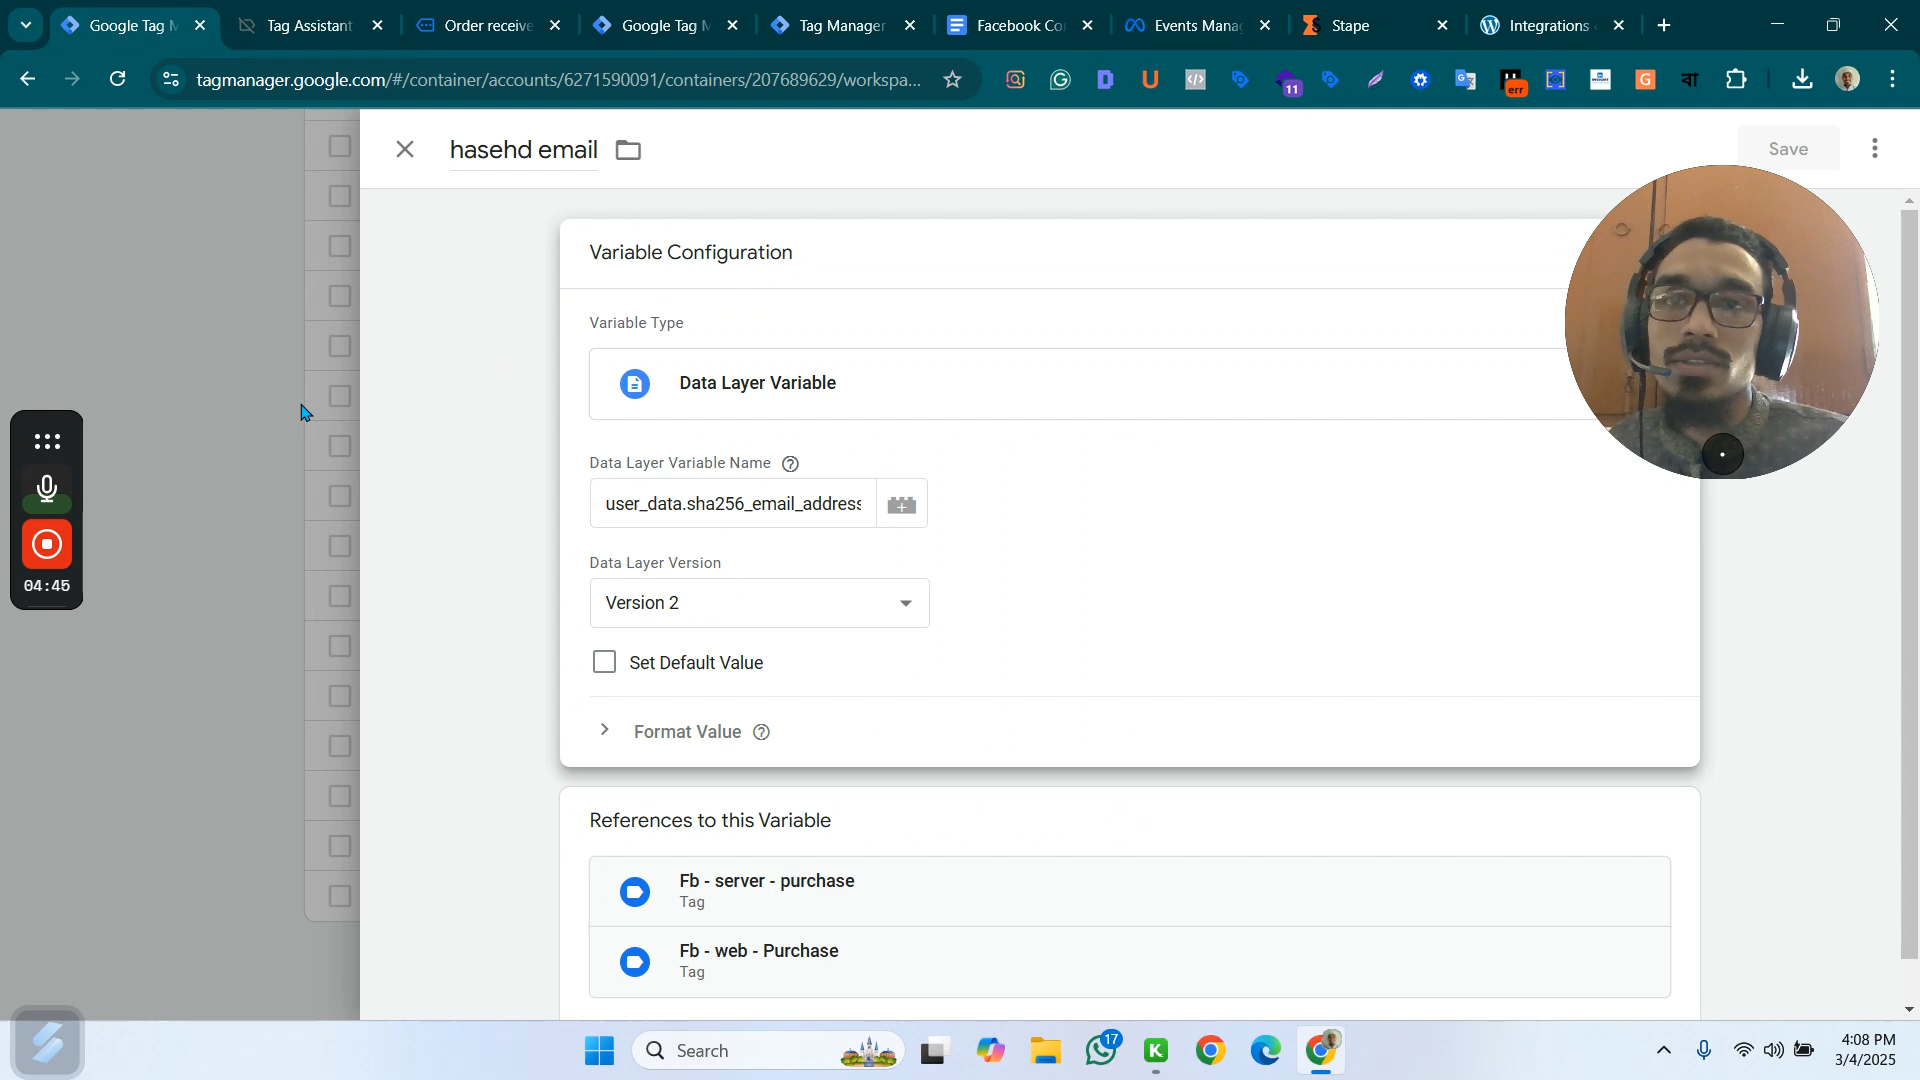 Google Tag M
Tag Assistant
Order receive
Google Tag M
Tag Manager
Facebook Co
Events Mana
Stape
Integrations
tagmanager.google.com/#/container/accounts/6271590091/containers/207689629/workspa...
11
err
বা
hasehd email
Save
Variable Configuration
Variable Type
Data Layer Variable
Data Layer Variable Name
user_data.sha256_email_address
Data Layer Version
Version 2
Set Default Value
Format Value
04:45
References to this Variable
Fb - server - purchase
Tag
Fb - web - Purchase
Tag
Search
17
4:08 PM
3/4/2025